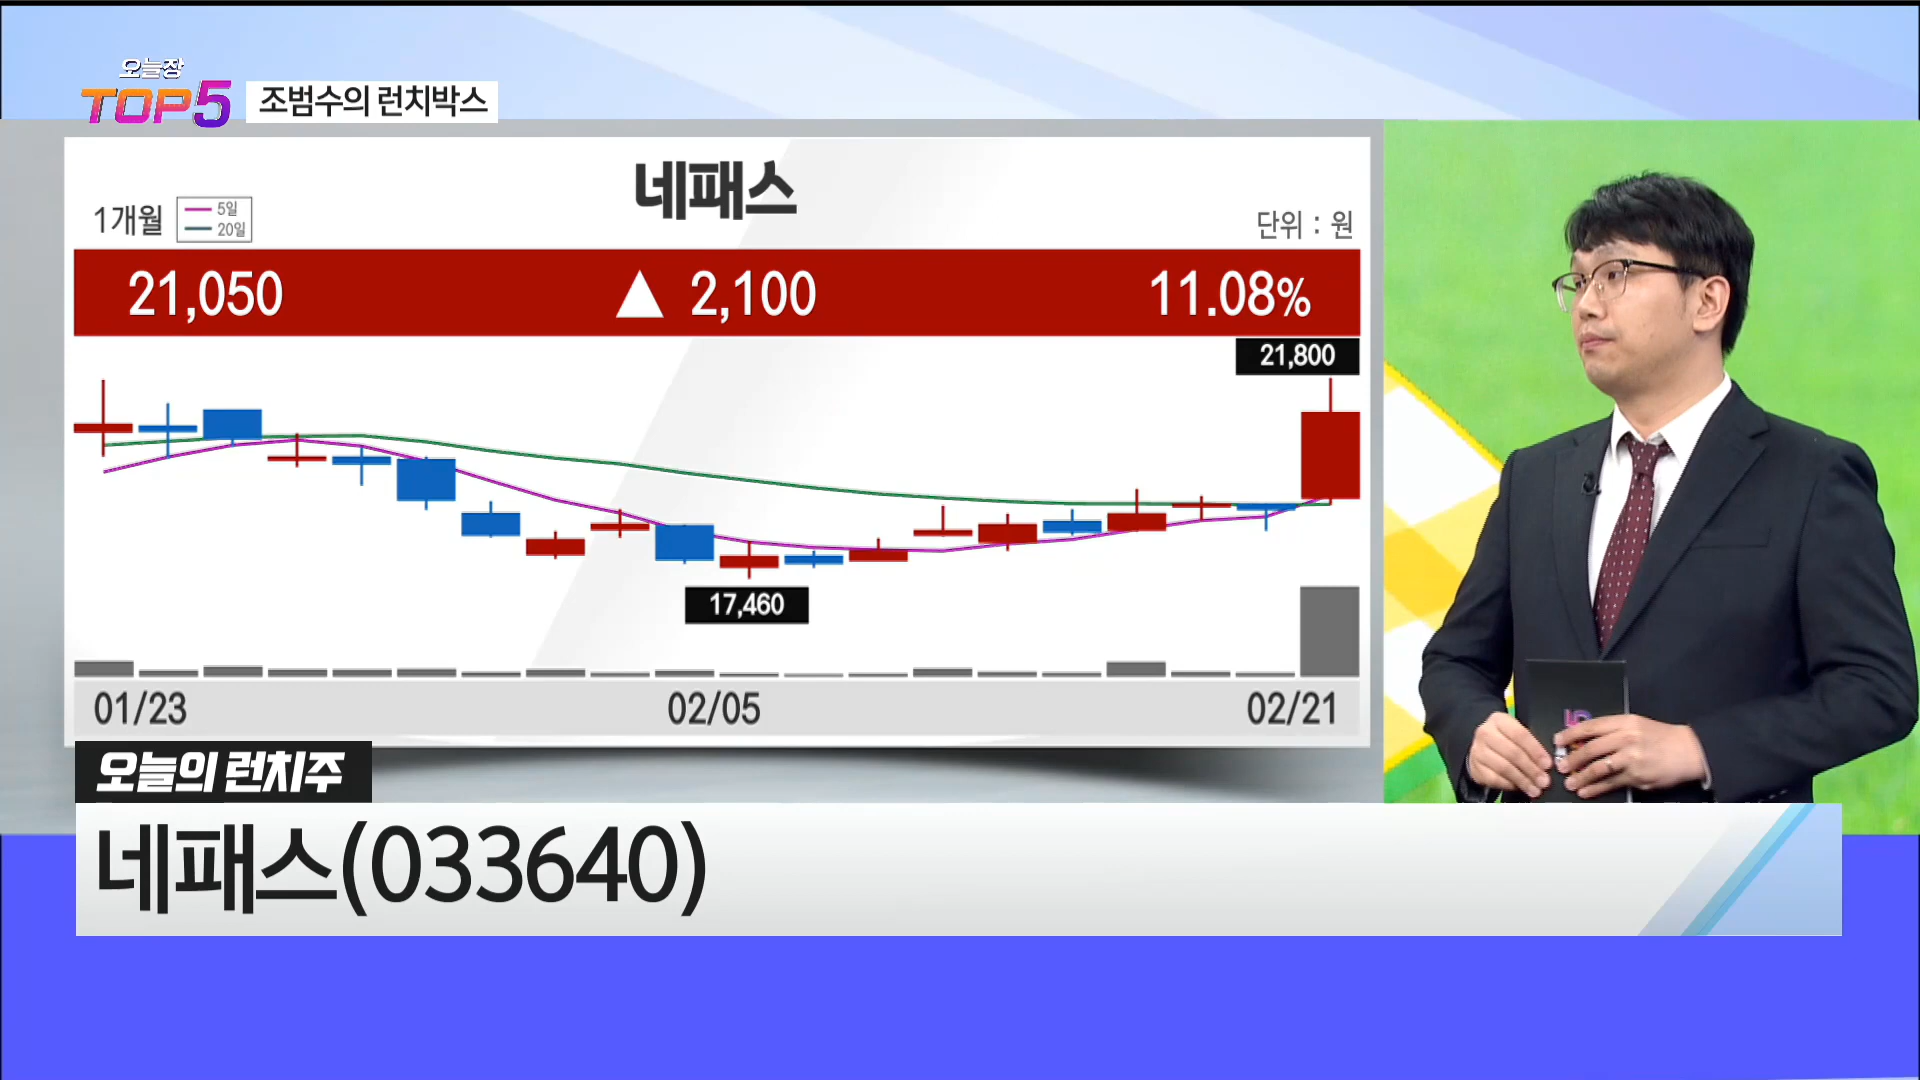 오늘장
TOP5
조범수의 런치박스
네패스
1개월
5일
20일
단위 : 원
21,050 ▲ 2,100 11.08%
21,800
17,460
01/23 02/05 02/21
오늘의 런치주
네패스(033640)